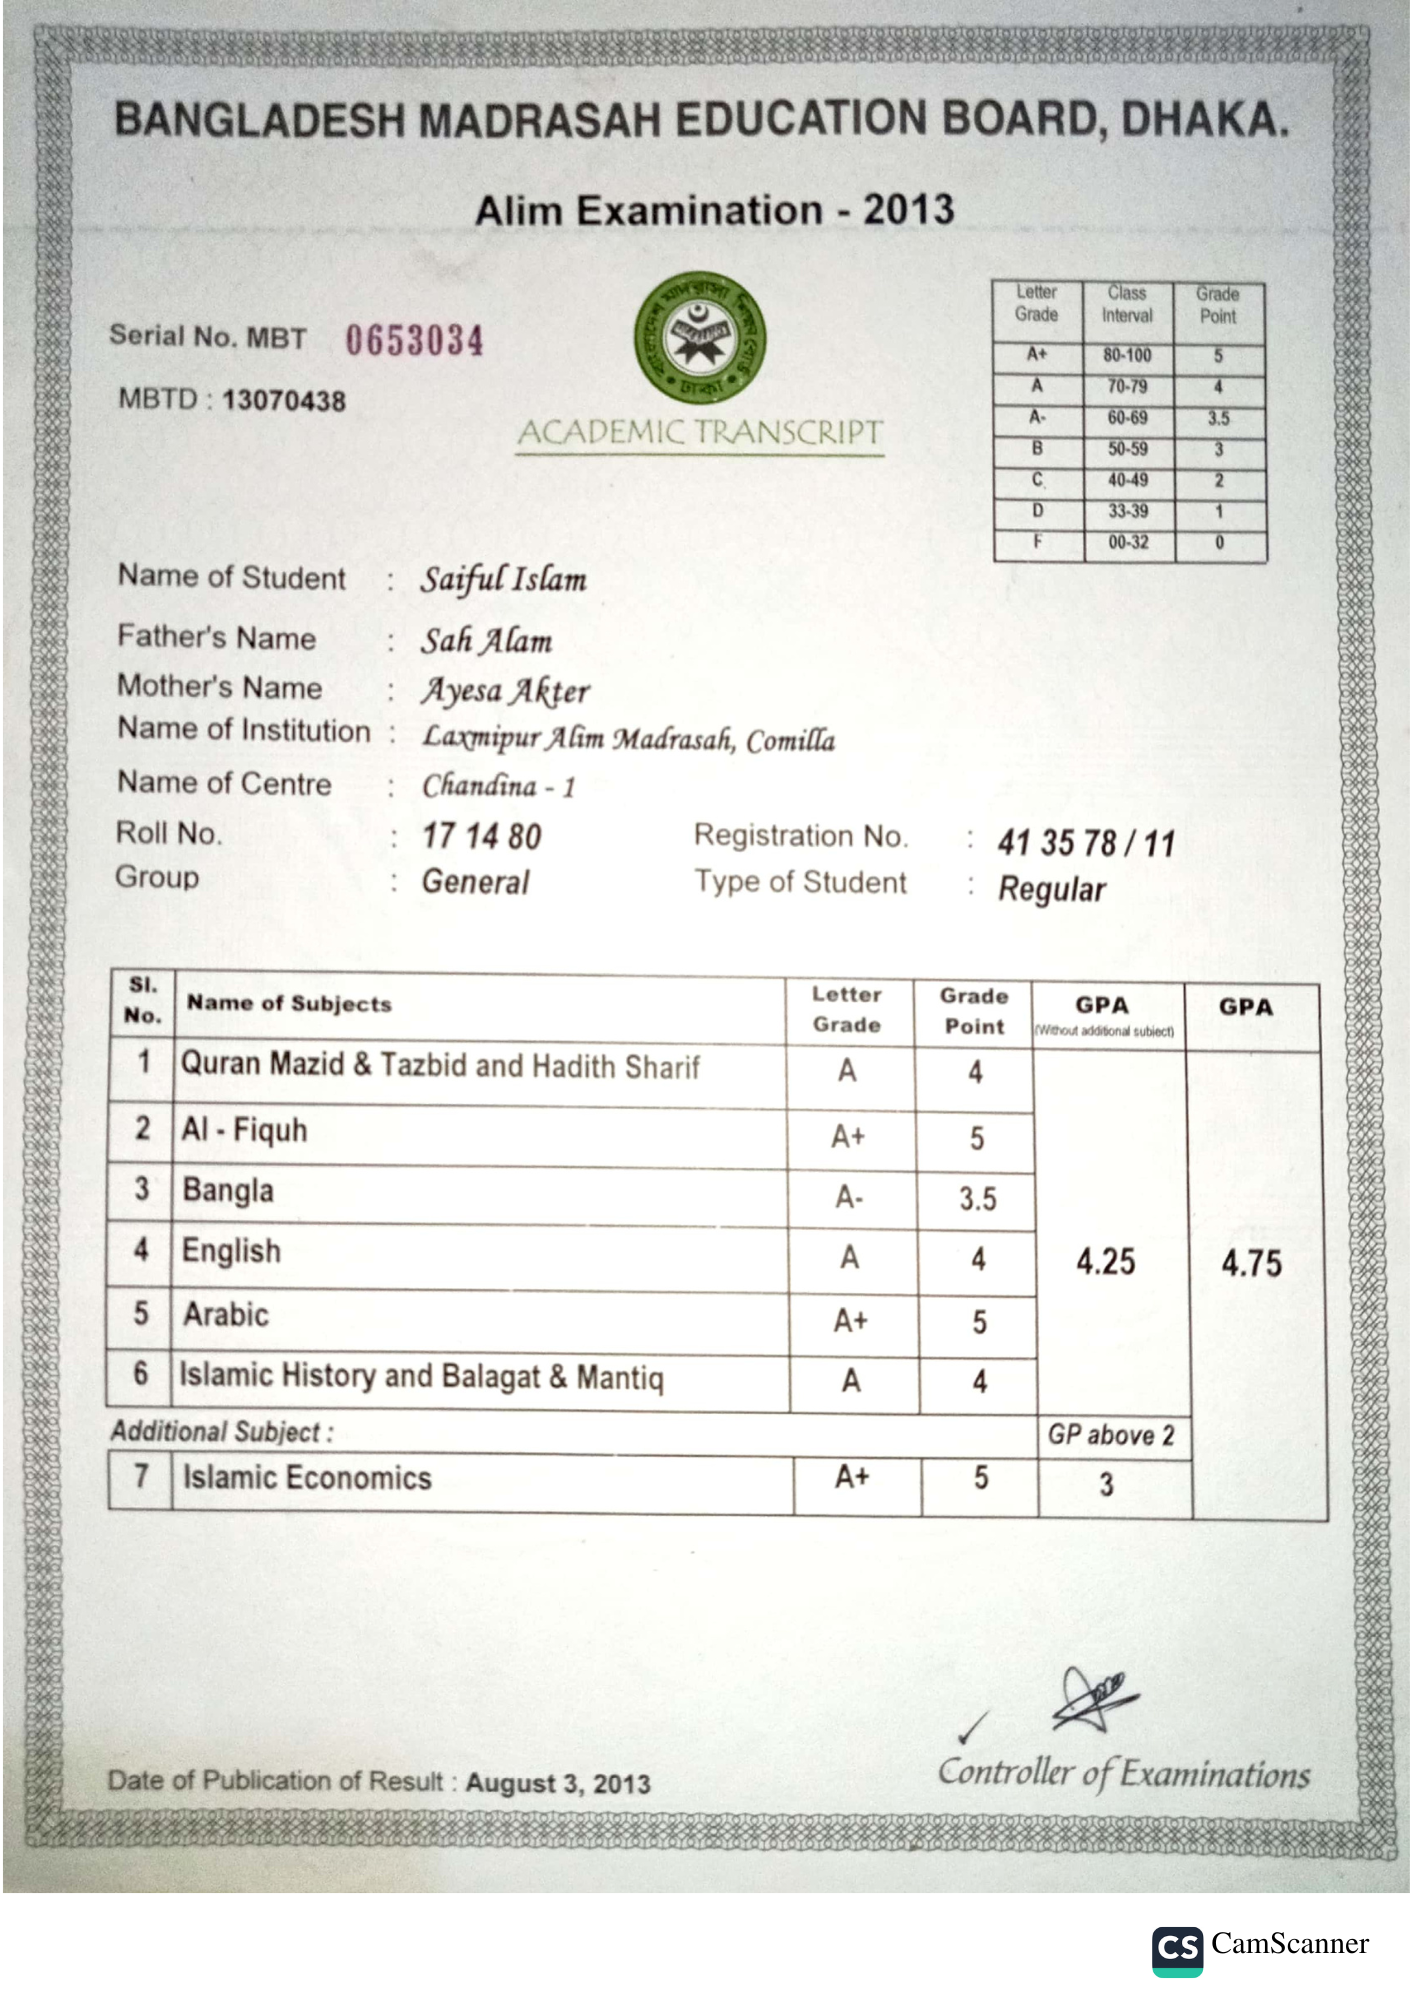 BANGLADESH MADRASAH EDUCATION BOARD, DHAKA.
Alim Examination - 2013
Serial No. MBT 0653034
MBTD : 13070438
ঢাকা
ACADEMIC TRANSCRIPT
Letter Grade Class Interval Grade Point
A+ 80-100 5
A 70-79 4
A- 60-69 3.5
B 50-59 3
C 40-49 2
D 33-39 1
F 00-32 0
Name of Student : Saiful Islam
Father's Name : Sah Alam
Mother's Name : Ayesa Akter
Name of Institution : Laxmipur Alim Madrasah, Comilla
Name of Centre : Chandina - 1
Roll No. : 17 14 80 Registration No. : 41 35 78 / 11
Group : General Type of Student : Regular
Sl. No. Name of Subjects Letter Grade Grade Point GPA (Without additional subject) GPA
1 Quran Mazid & Tazbid and Hadith Sharif A 4
2 Al - Fiquh A+ 5
3 Bangla A- 3.5
4 English A 4 4.25 4.75
5 Arabic A+ 5
6 Islamic History and Balagat & Mantiq A 4
Additional Subject : GP above 2
7 Islamic Economics A+ 5 3
Date of Publication of Result : August 3, 2013
Controller of Examinations
CS CamScanner